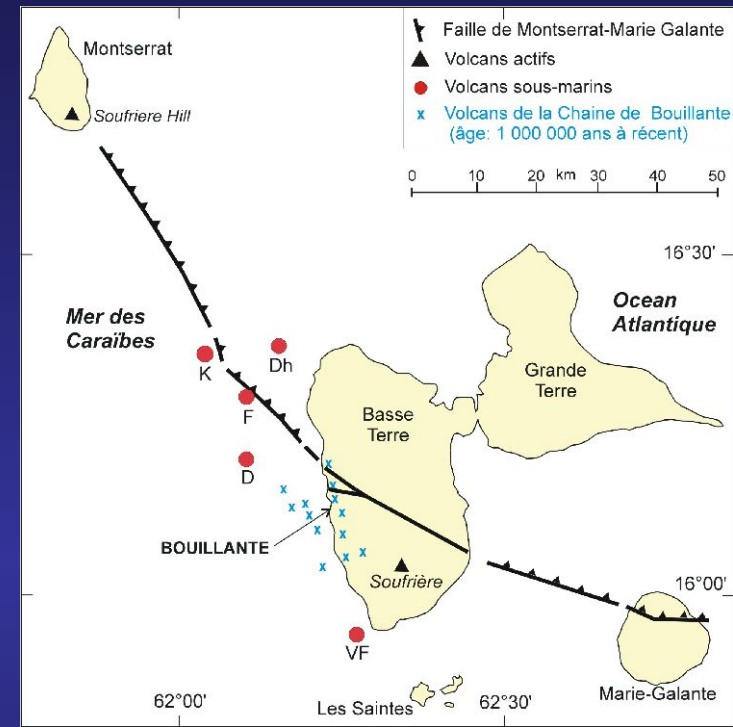 Montserrat
Soufriere Hill
Faille de Montserrat-Marie Galante
Volcans actifs
Volcans sous-marins
x Volcans de la Chaine de Bouillante
(âge: 1 000 000 ans à récent)
0 10 20 km 30 40 50
16°30'
Mer des
Caraïbes
Ocean
Atlantique
K
Dh
F
D
Grande
Terre
Basse
Terre
BOUILLANTE
Soufrière
16°00'
VF
62°00'
Les Saintes
62°30'
Marie-Galante